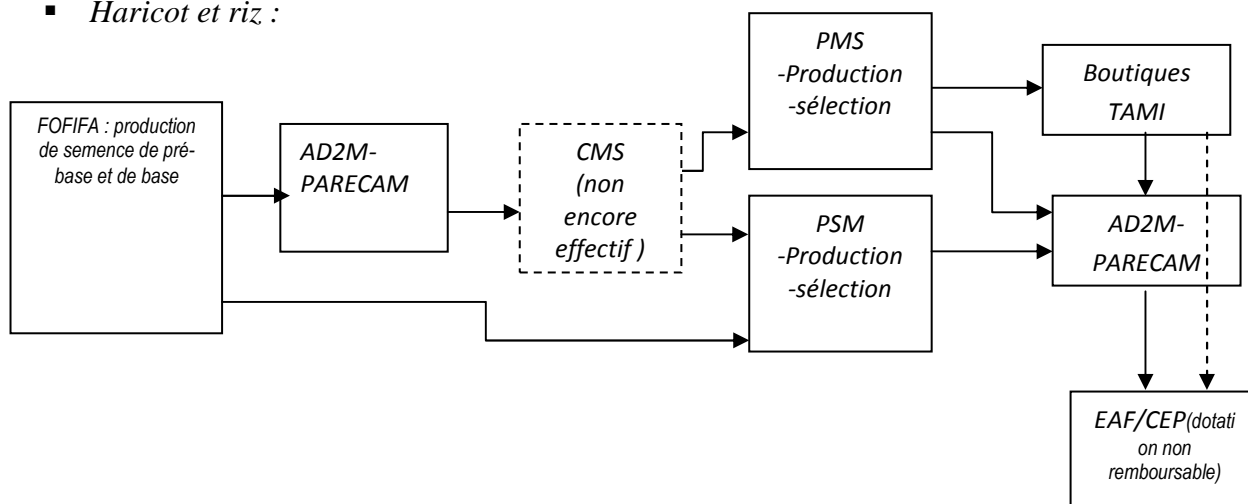 ▪ Haricot et riz :
FOFIFA : production
de semence de pré-
base et de base
AD2M-
PARECAM
CMS
(non
encore
effectif )
PMS
-Production
-sélection
PSM
-Production
-sélection
Boutiques
TAMI
AD2M-
PARECAM
EAF/CEP(dotati
on non
remboursable)